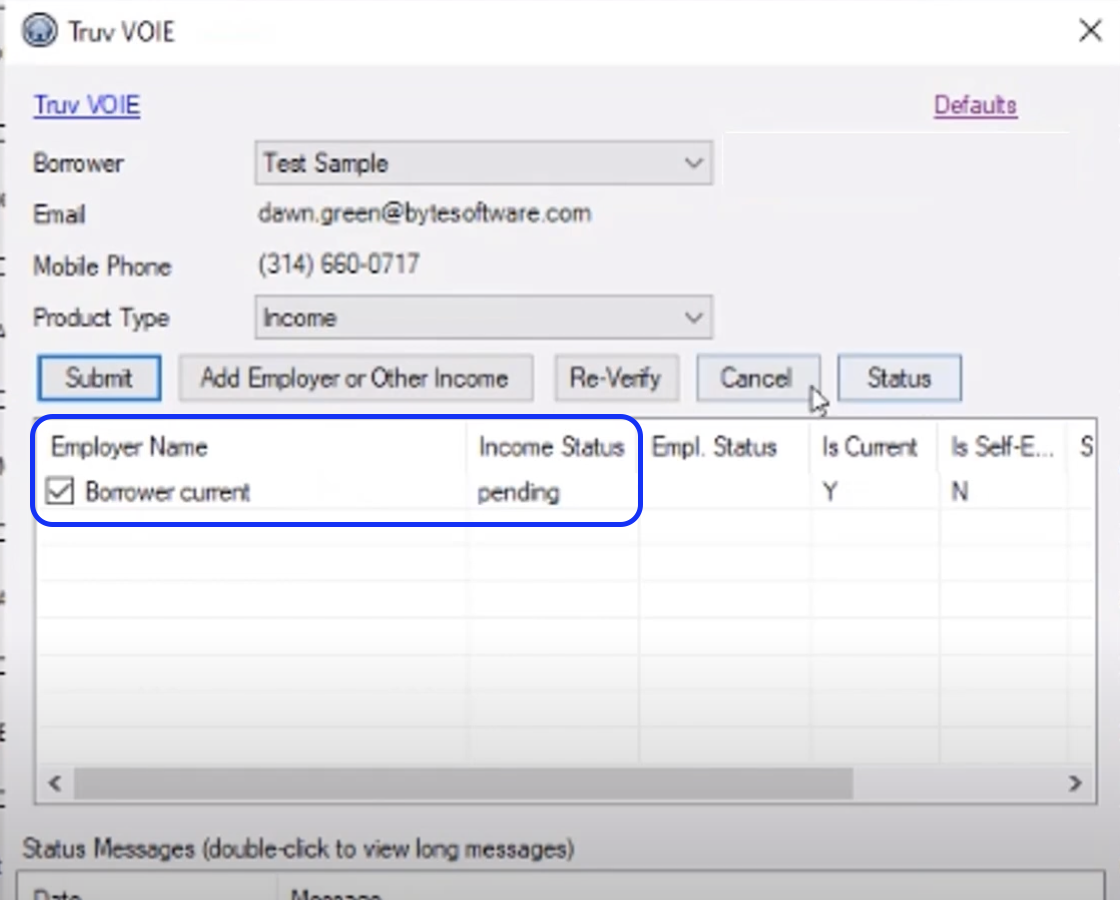 Truv VOIE
Truv VOIE Defaults
Borrower Test Sample
Email dawn.green@bytesoftware.com
Mobile Phone (314) 660-0717
Product Type Income
Submit Add Employer or Other Income Re-Verify Cancel Status
Employer Name Income Status Empl. Status Is Current Is Self-E... S
Borrower current pending Y N
Status Messages (double-click to view long messages)
Date Message